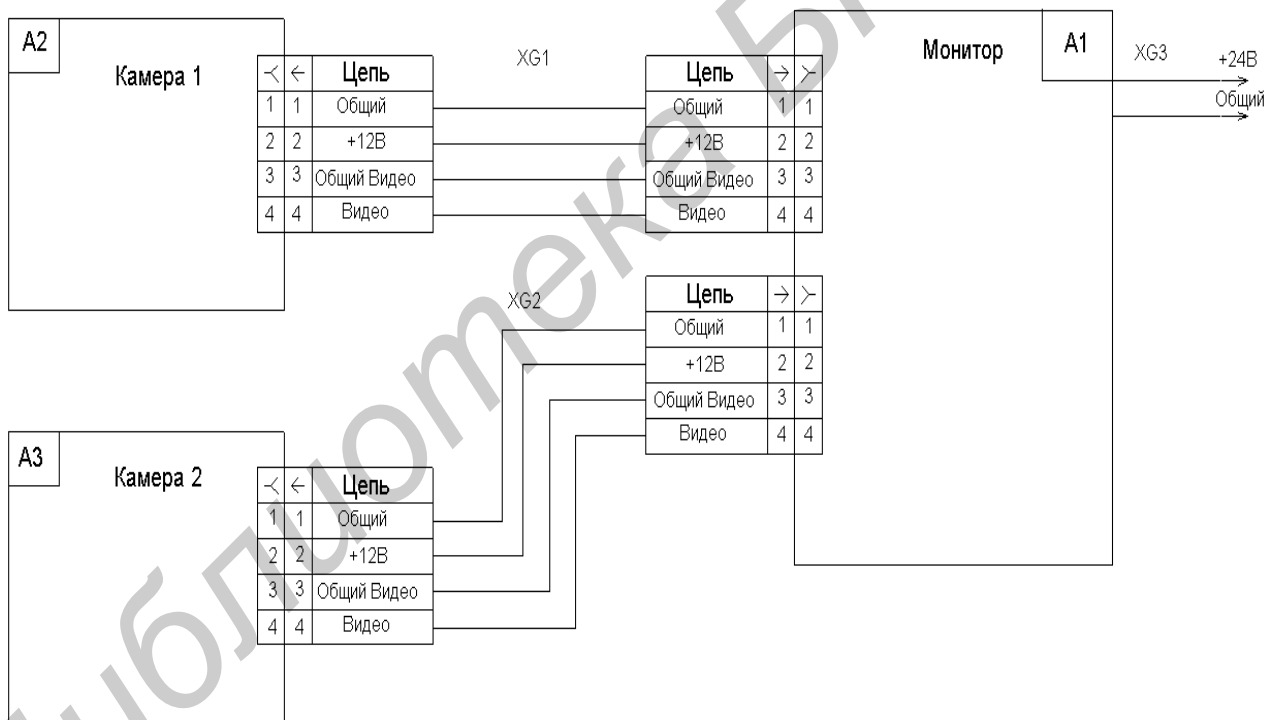 A2
Камера 1
Цепь
1 1 Общий
2 2 +12В
3 3 Общий Видео
4 4 Видео
XG1
Цепь
Общий 1 1
+12В 2 2
Общий Видео 3 3
Видео 4 4
Монитор
A1
XG3
+24В
Общий
XG2
Цепь
Общий 1 1
+12В 2 2
Общий Видео 3 3
Видео 4 4
A3
Камера 2
Цепь
1 1 Общий
2 2 +12В
3 3 Общий Видео
4 4 Видео
библиотека